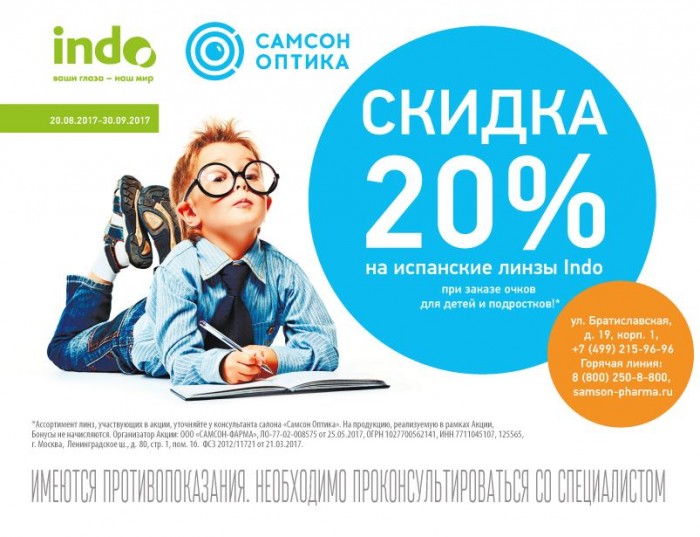 indo
ваши глаза – наш мир
САМСОН
ОПТИКА
20.08.2017-30.09.2017
СКИДКА
20%
на испанские линзы Indo
при заказе очков
для детей и подростков!*
ул. Братиславская,
д. 19, корп. 1,
+7 (499) 215-96-96
Горячая линия:
8 (800) 250-8-800,
samson-pharma.ru
*Ассортимент линз, участвующих в акции, уточняйте у консультанта салона «Самсон Оптика». На продукцию, реализуемую в рамках Акции,
Бонусы не начисляются. Организатор Акции: ООО «САМСОН-ФАРМА», ЛО-77-02-008575 от 25.05.2017, ОГРН 1027700562141, ИНН 7711045107, 125565,
г. Москва, Ленинградское ш., д. 80, стр. 1, пом. 16. ФСЗ 2012/11721 от 21.03.2017.
ИМЕЮТСЯ ПРОТИВОПОКАЗАНИЯ. НЕОБХОДИМО ПРОКОНСУЛЬТИРОВАТЬСЯ СО СПЕЦИАЛИСТОМ